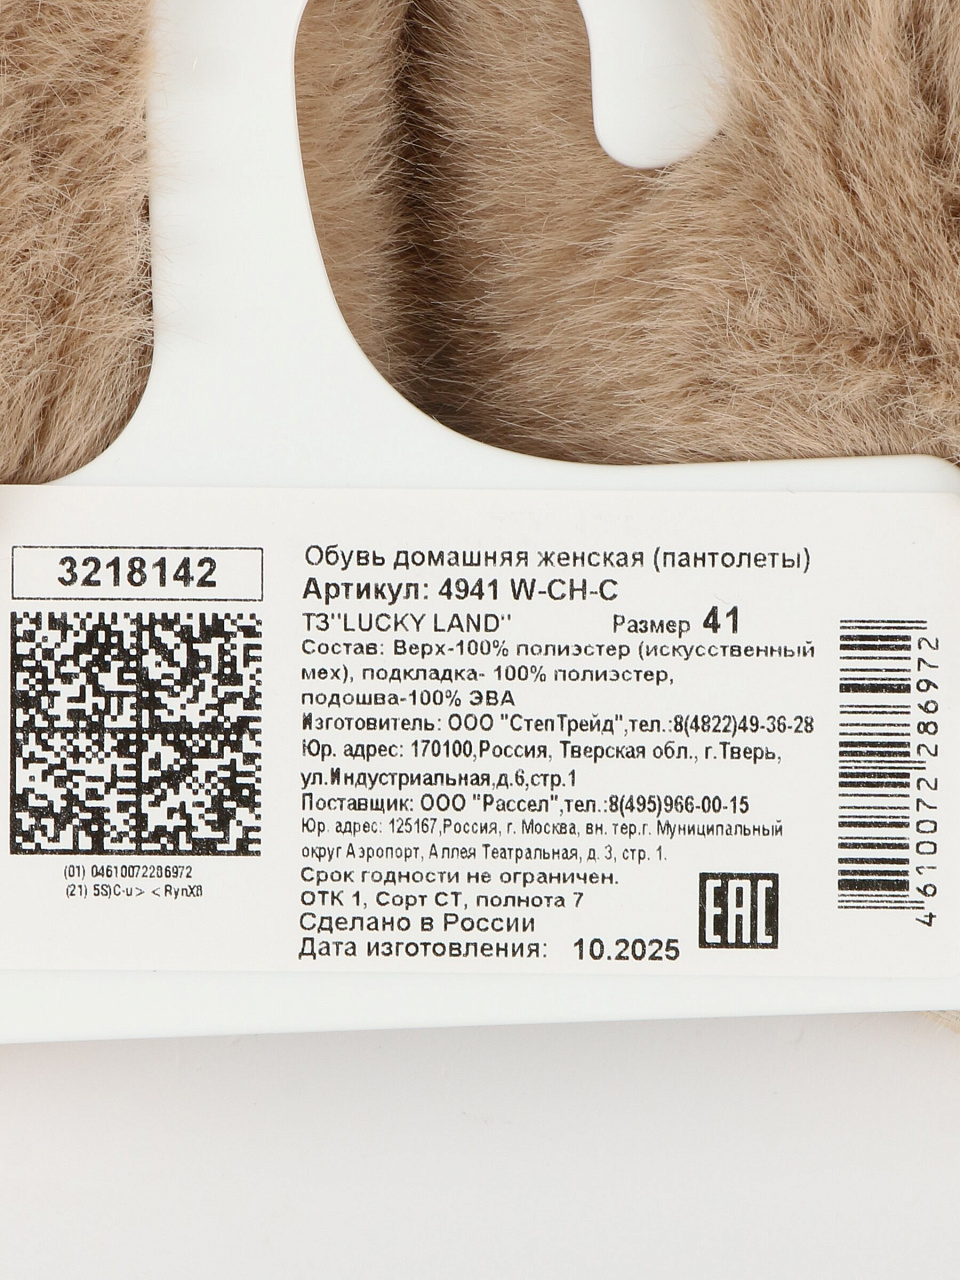 3218142
(01) 04610072286972
(21) 5S)C-u> <RynX8
Обувь домашняя женская (пантолеты)
Артикул: 4941 W-CH-C
ТЗ"LUCKY LAND" Размер 41
Состав: Верх-100% полиэстер (искусственный
мех), подкладка- 100% полиэстер,
подошва-100% ЭВА
Изготовитель: ООО "СтепТрейд",тел.:8(4822)49-36-28
Юр. адрес: 170100,Россия, Тверская обл., г.Тверь,
ул.Индустриальная,д.6,стр.1
Поставщик: ООО "Рассел",тел.:8(495)966-00-15
Юр. адрес: 125167,Россия, г. Москва, вн. тер.г. Муниципальный
округ Аэропорт, Аллея Театральная, д. 3, стр. 1.
Срок годности не ограничен.
ОТК 1, Сорт СТ, полнота 7
Сделано в России
Дата изготовления: 10.2025
EAC
4610072286972